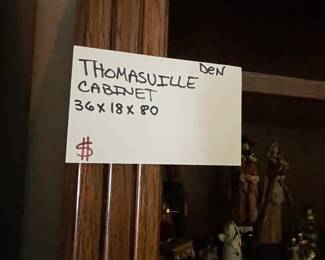 DeN
THOMASVILLE
CABINET
36 x 18 x 80
$